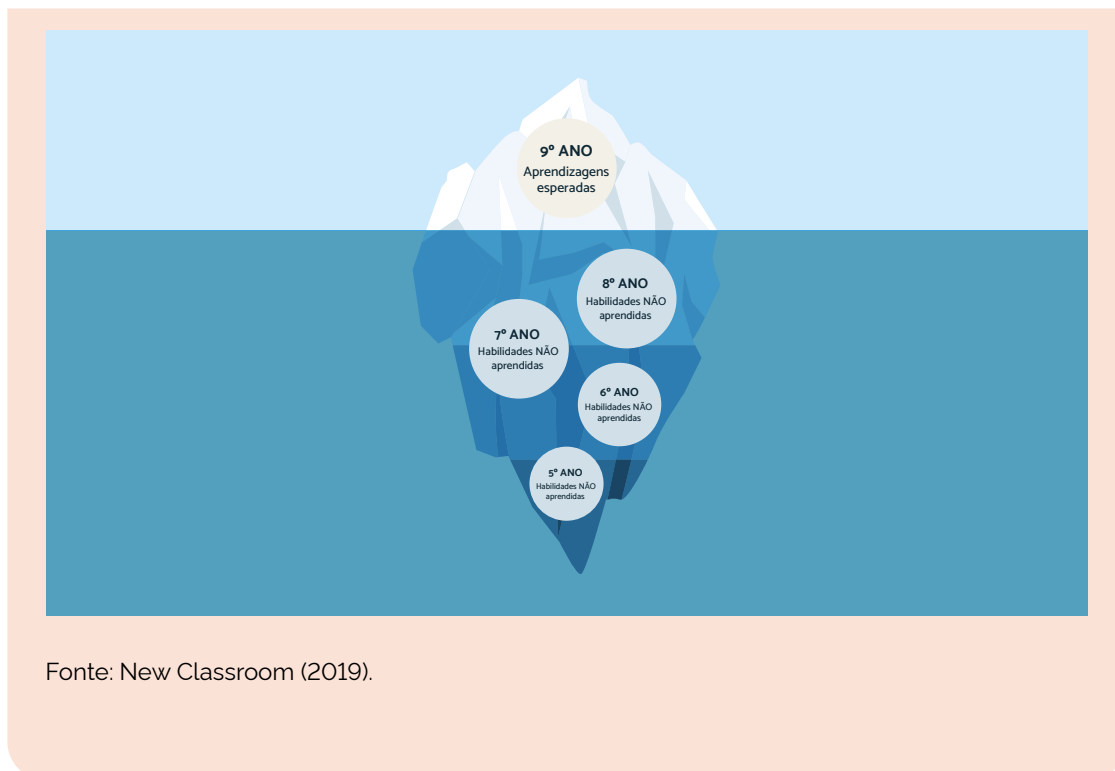 9º ANO
Aprendizagens
esperadas
8º ANO
Habilidades NÃO
aprendidas
7º ANO
Habilidades NÃO
aprendidas
6º ANO
Habilidades NÃO
aprendidas
5º ANO
Habilidades NÃO
aprendidas
Fonte: New Classroom (2019).